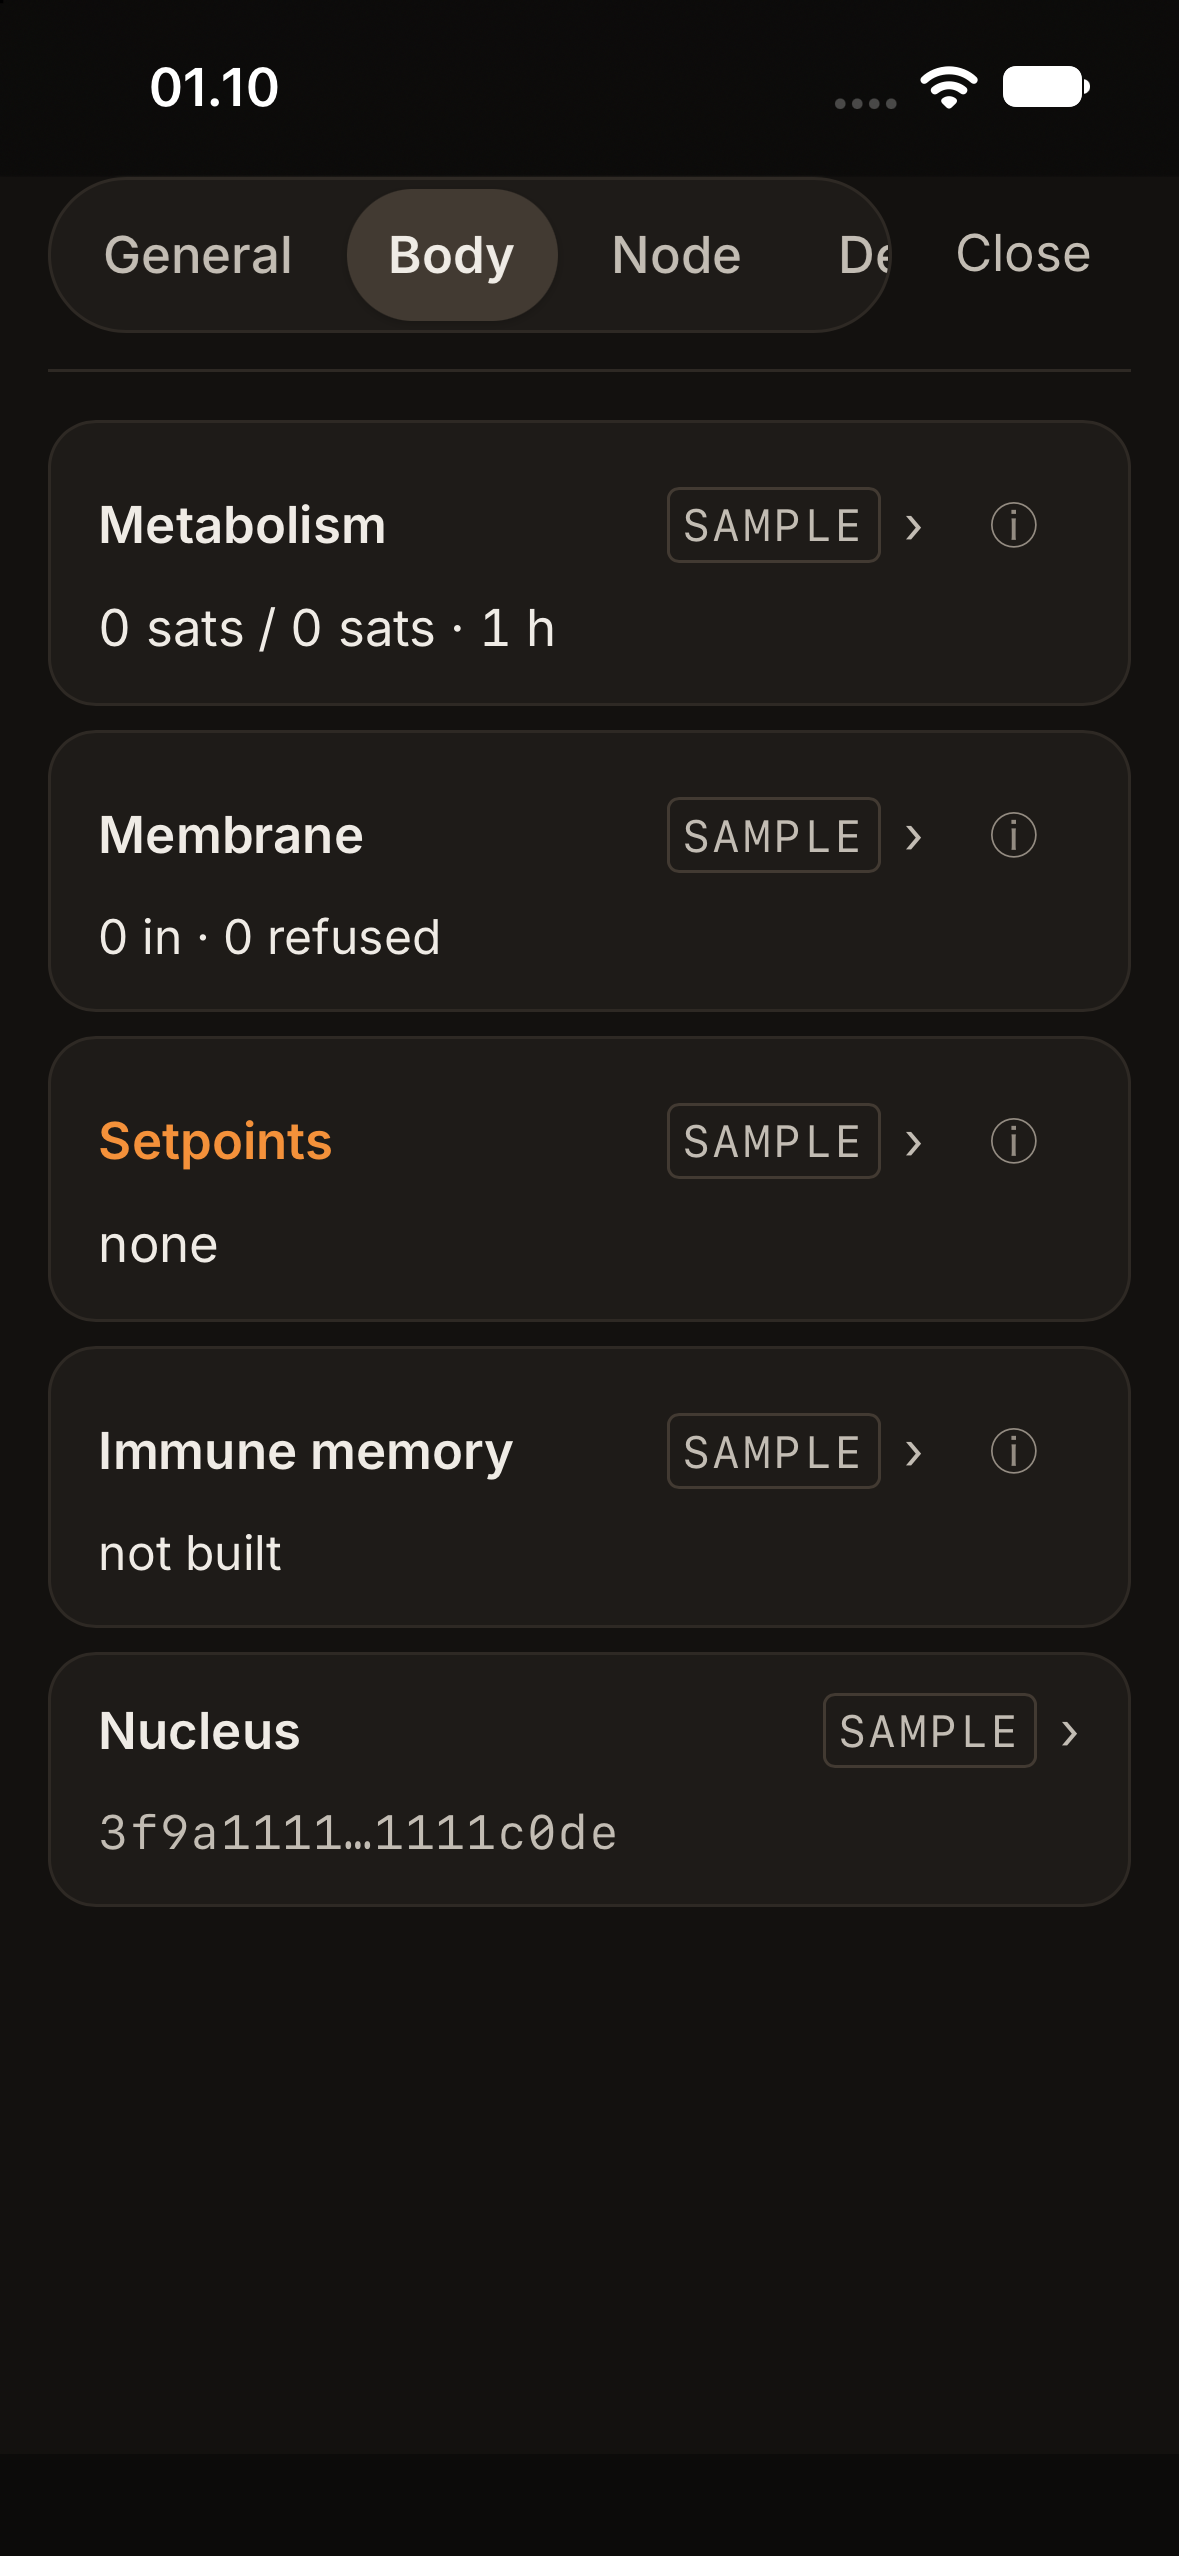 01.10
General Body Node De Close
Metabolism SAMPLE › ⓘ
0 sats / 0 sats · 1 h
Membrane SAMPLE › ⓘ
0 in · 0 refused
Setpoints SAMPLE › ⓘ
none
Immune memory SAMPLE › ⓘ
not built
Nucleus SAMPLE ›
3f9a1111…1111c0de